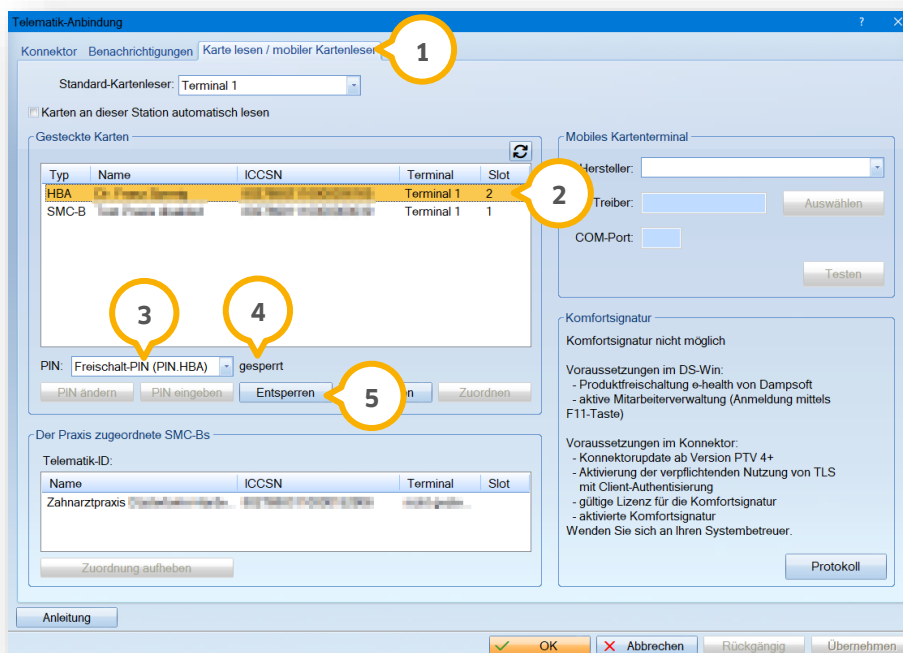 Telematik-Anbindung ?
Konnektor Benachrichtigungen Karte lesen / mobiler Kartenleser 1
Standard-Kartenleser: Terminal 1
Karten an dieser Station automatisch lesen
Gesteckte Karten
Typ Name ICCSN Terminal Slot
HBA Terminal 1 2
SMC-B Terminal 1 1
2
3
4
PIN: Freischalt-PIN (PIN.HBA) gesperrt
PIN ändern PIN eingeben Entsperren Zuordnen
5
Der Praxis zugeordnete SMC-Bs
Telematik-ID:
Name ICCSN Terminal Slot
Zahnarztpraxis
Zuordnung aufheben
Mobiles Kartenterminal
Hersteller:
Treiber: Auswählen
COM-Port:
Testen
Komfortsignatur
Komfortsignatur nicht möglich
Voraussetzungen im DS-Win:
- Produktfreischaltung e-health von Dampsoft
- aktive Mitarbeiterverwaltung (Anmeldung mittels
F11-Taste)
Voraussetzungen im Konnektor:
- Konnektorupdate ab Version PTV 4+
- Aktivierung der verpflichtenden Nutzung von TLS
mit Client-Authentisierung
- gültige Lizenz für die Komfortsignatur
- aktivierte Komfortsignatur
Wenden Sie sich an Ihren Systembetreuer.
Protokoll
Anleitung
OK Abbrechen Rückgängig Übernehmen